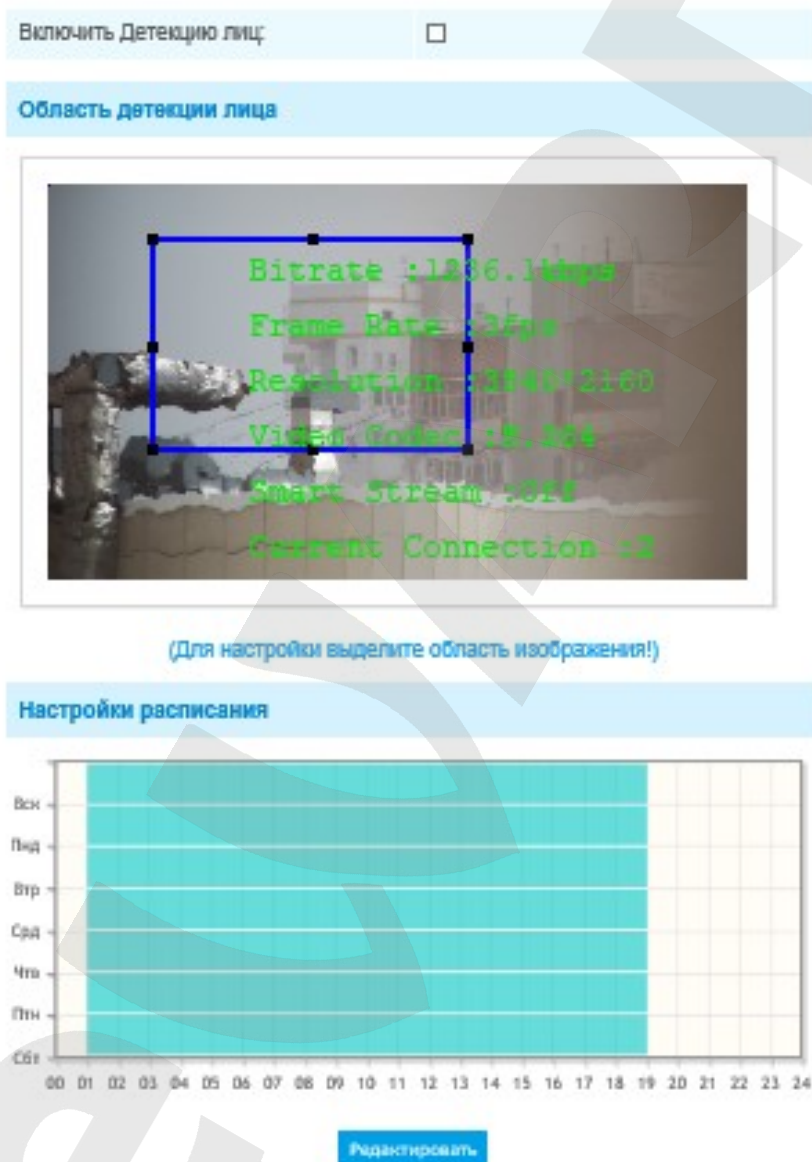 Включить Детекцию лиц:
Область детекции лица
Bitrate :1236.1kbps
Frame Rate :3fps
Resolution :3840*2160
Video Codec :H.264
Smart Stream :Off
Current Connection :2
(Для настройки выделите область изображения!)
Настройки расписания
Вск
Пнд
Втр
Срд
Чтв
Птн
Сбт
00 01 02 03 04 05 06 07 08 09 10 11 12 13 14 15 16 17 18 19 20 21 22 23 24
Редактировать